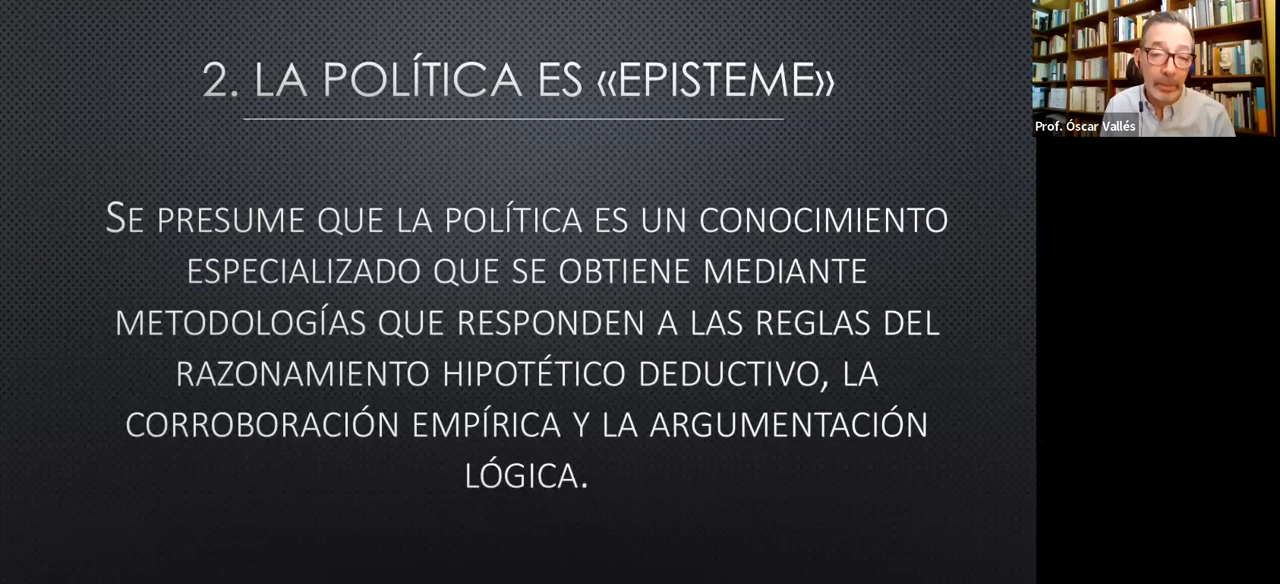 2. LA POLÍTICA ES «EPISTEME»
SE PRESUME QUE LA POLÍTICA ES UN CONOCIMIENTO
ESPECIALIZADO QUE SE OBTIENE MEDIANTE
METODOLOGÍAS QUE RESPONDEN A LAS REGLAS DEL
RAZONAMIENTO HIPOTÉTICO DEDUCTIVO, LA
CORROBORACIÓN EMPÍRICA Y LA ARGUMENTACIÓN
LÓGICA.
Prof. Óscar Vallés